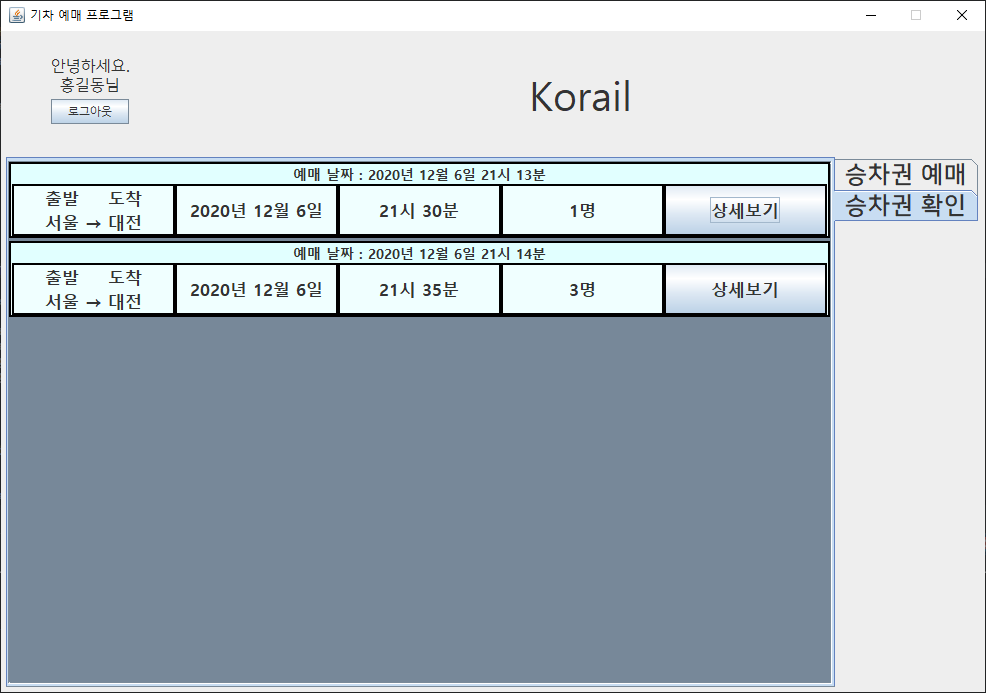 기차 예매 프로그램
안녕하세요.
홍길동님
로그아웃
Korail
예매 날짜 : 2020년 12월 6일 21시 13분
출발 도착
서울 → 대전
2020년 12월 6일
21시 30분
1명
상세보기
예매 날짜 : 2020년 12월 6일 21시 14분
출발 도착
서울 → 대전
2020년 12월 6일
21시 35분
3명
상세보기
승차권 예매
승차권 확인